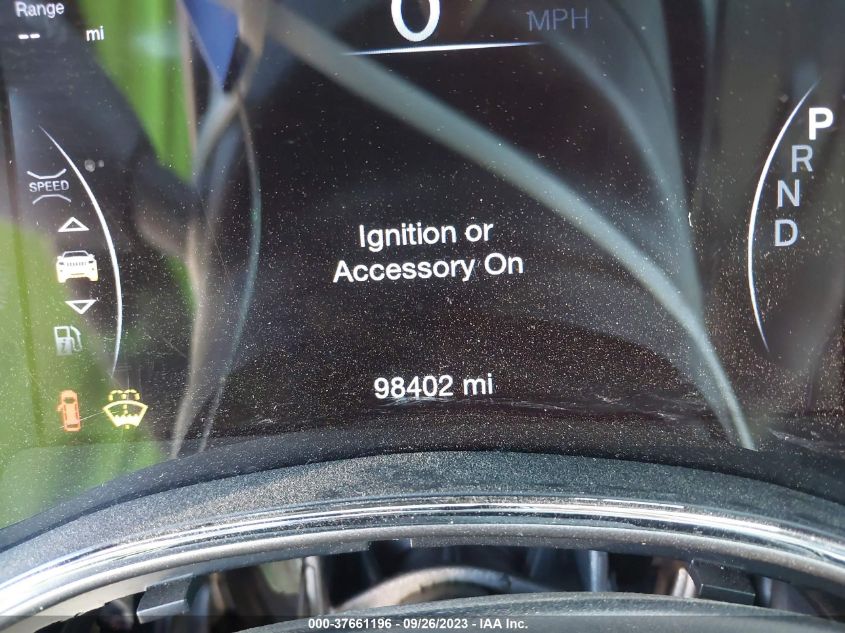 Range
-- mi
0 MPH
P
R
N
D
SPEED
Ignition or
Accessory On
98402 mi
000-37661196 - 09/26/2023 - IAA Inc.